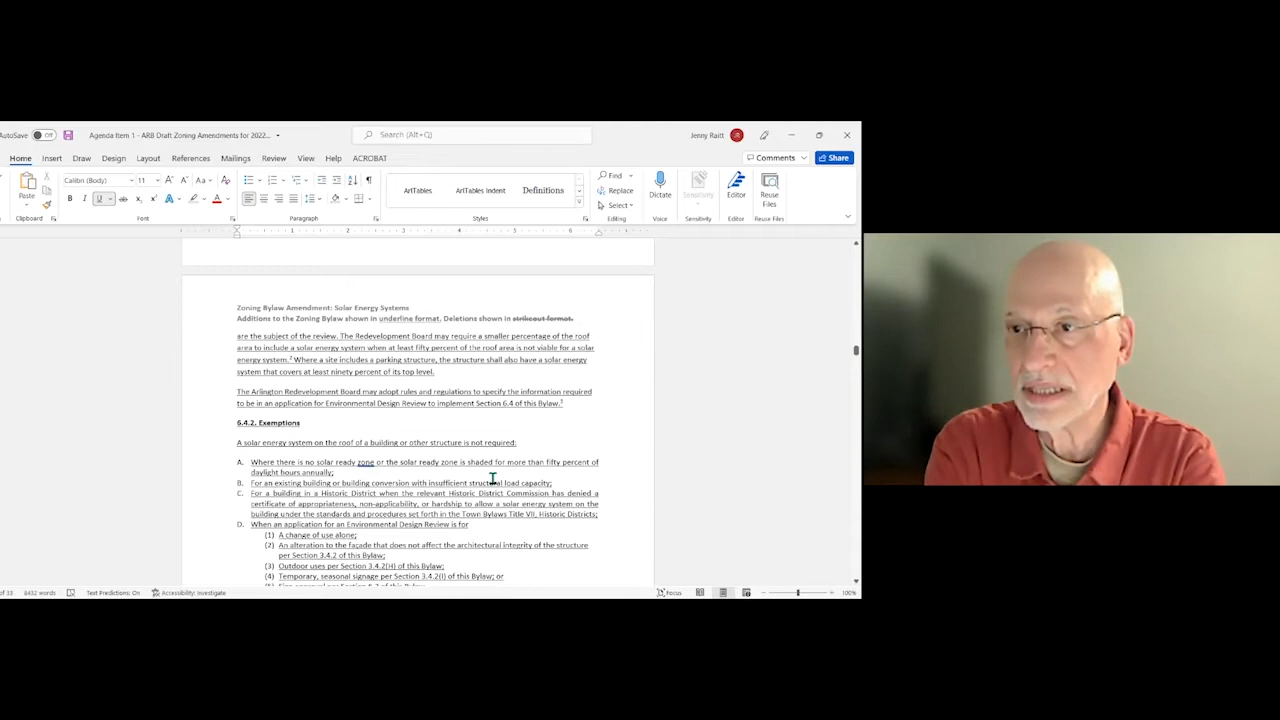 AutoSave Off Agenda Item 1 - ARB Draft Zoning Amendments for 2022... Search (Alt+Q) Jenny Raitt
Home Insert Draw Design Layout References Mailings Review View Help ACROBAT Comments Share
Paste Calibri (Body) 11 ArtTables ArtTables Indent Definitions Find Replace Select Dictate Sensitivity Editor Reuse Files
Clipboard Font Paragraph Styles Editing Voice Sensitivity Editor Reuse Files
1 2 3 4 5 6
Zoning Bylaw Amendment: Solar Energy Systems
Additions to the Zoning Bylaw shown in underline format. Deletions shown in strikeout format.
are the subject of the review. The Redevelopment Board may require a smaller percentage of the roof
area to include a solar energy system when at least fifty percent of the roof area is not viable for a solar
energy system.² Where a site includes a parking structure, the structure shall also have a solar energy
system that covers at least ninety percent of its top level.
The Arlington Redevelopment Board may adopt rules and regulations to specify the information required
to be in an application for Environmental Design Review to implement Section 6.4 of this Bylaw.³
6.4.2. Exemptions
A solar energy system on the roof of a building or other structure is not required:
A. Where there is no solar ready zone or the solar ready zone is shaded for more than fifty percent of
daylight hours annually;
B. For an existing building or building conversion with insufficient structural load capacity;
C. For a building in a Historic District when the relevant Historic District Commission has denied a
certificate of appropriateness, non-applicability, or hardship to allow a solar energy system on the
building under the standards and procedures set forth in the Town Bylaws Title VII, Historic Districts;
D. When an application for an Environmental Design Review is for
(1) A change of use alone;
(2) An alteration to the façade that does not affect the architectural integrity of the structure
per Section 3.4.2 of this Bylaw;
(3) Outdoor uses per Section 3.4.2(H) of this Bylaw;
(4) Temporary, seasonal signage per Section 3.4.2(I) of this Bylaw; or
of 33 8432 words Text Predictions: On Accessibility: Investigate Focus 100%